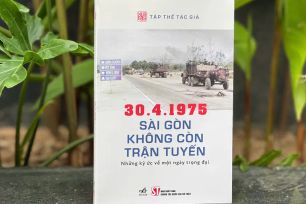 TẬP THỂ TÁC GIẢ
30.4.1975
SÀI GÒN
KHÔNG CÒN
TRẬN TUYẾN
Những ký ức về một ngày trọng đại